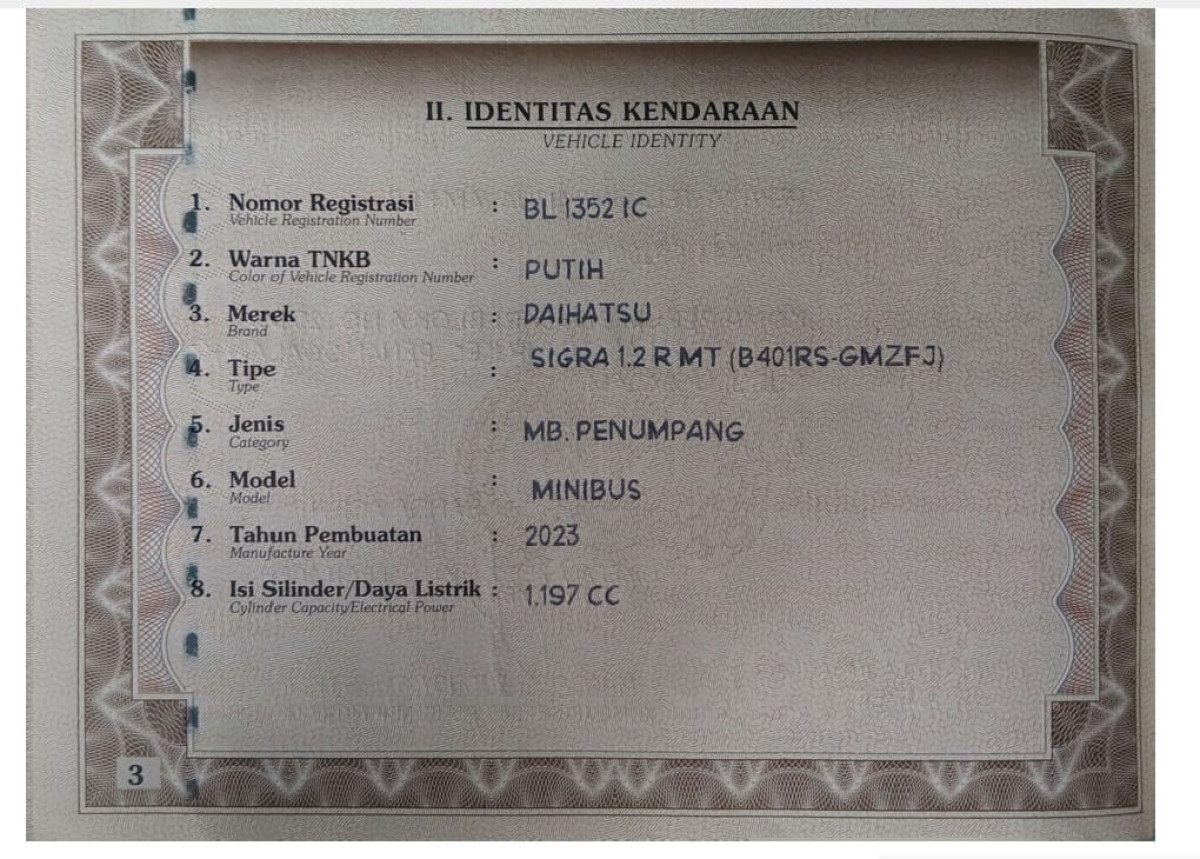 II. IDENTITAS KENDARAAN
VEHICLE IDENTITY
1. Nomor Registrasi : BL 1352 IC
Vehicle Registration Number
2. Warna TNKB : PUTIH
Color of Vehicle Registration Number
3. Merek : DAIHATSU
Brand
4. Tipe : SIGRA 1.2 R MT (B401RS-GMZFJ)
Type
5. Jenis : MB. PENUMPANG
Category
6. Model : MINIBUS
Model
7. Tahun Pembuatan : 2023
Manufacture Year
8. Isi Silinder/Daya Listrik : 1.197 CC
Cylinder Capacity/Electrical Power
3